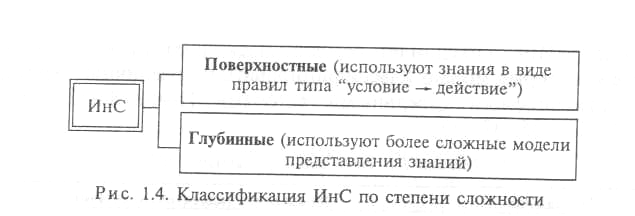 Поверхностные (используют знания в виде
правил типа “условие → действие”)
ИнС
Глубинные (используют более сложные модели
представления знаний)
Рис. 1.4. Классификация ИнС по степени сложности